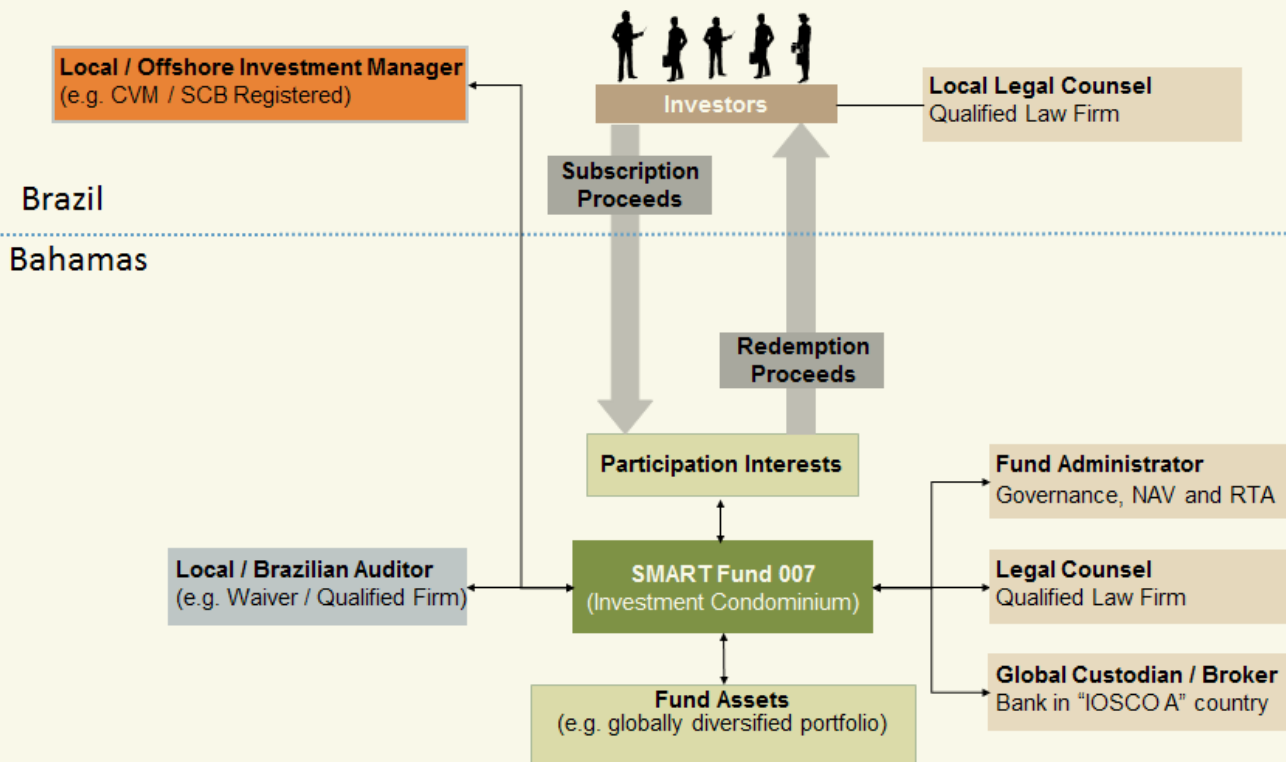 Local / Offshore Investment Manager
(e.g. CVM / SCB Registered)
Investors
Local Legal Counsel
Qualified Law Firm
Subscription
Proceeds
Brazil
Bahamas
Redemption
Proceeds
Participation Interests
Fund Administrator
Governance, NAV and RTA
Local / Brazilian Auditor
(e.g. Waiver / Qualified Firm)
SMART Fund 007
(Investment Condominium)
Legal Counsel
Qualified Law Firm
Fund Assets
(e.g. globally diversified portfolio)
Global Custodian / Broker
Bank in “IOSCO A” country